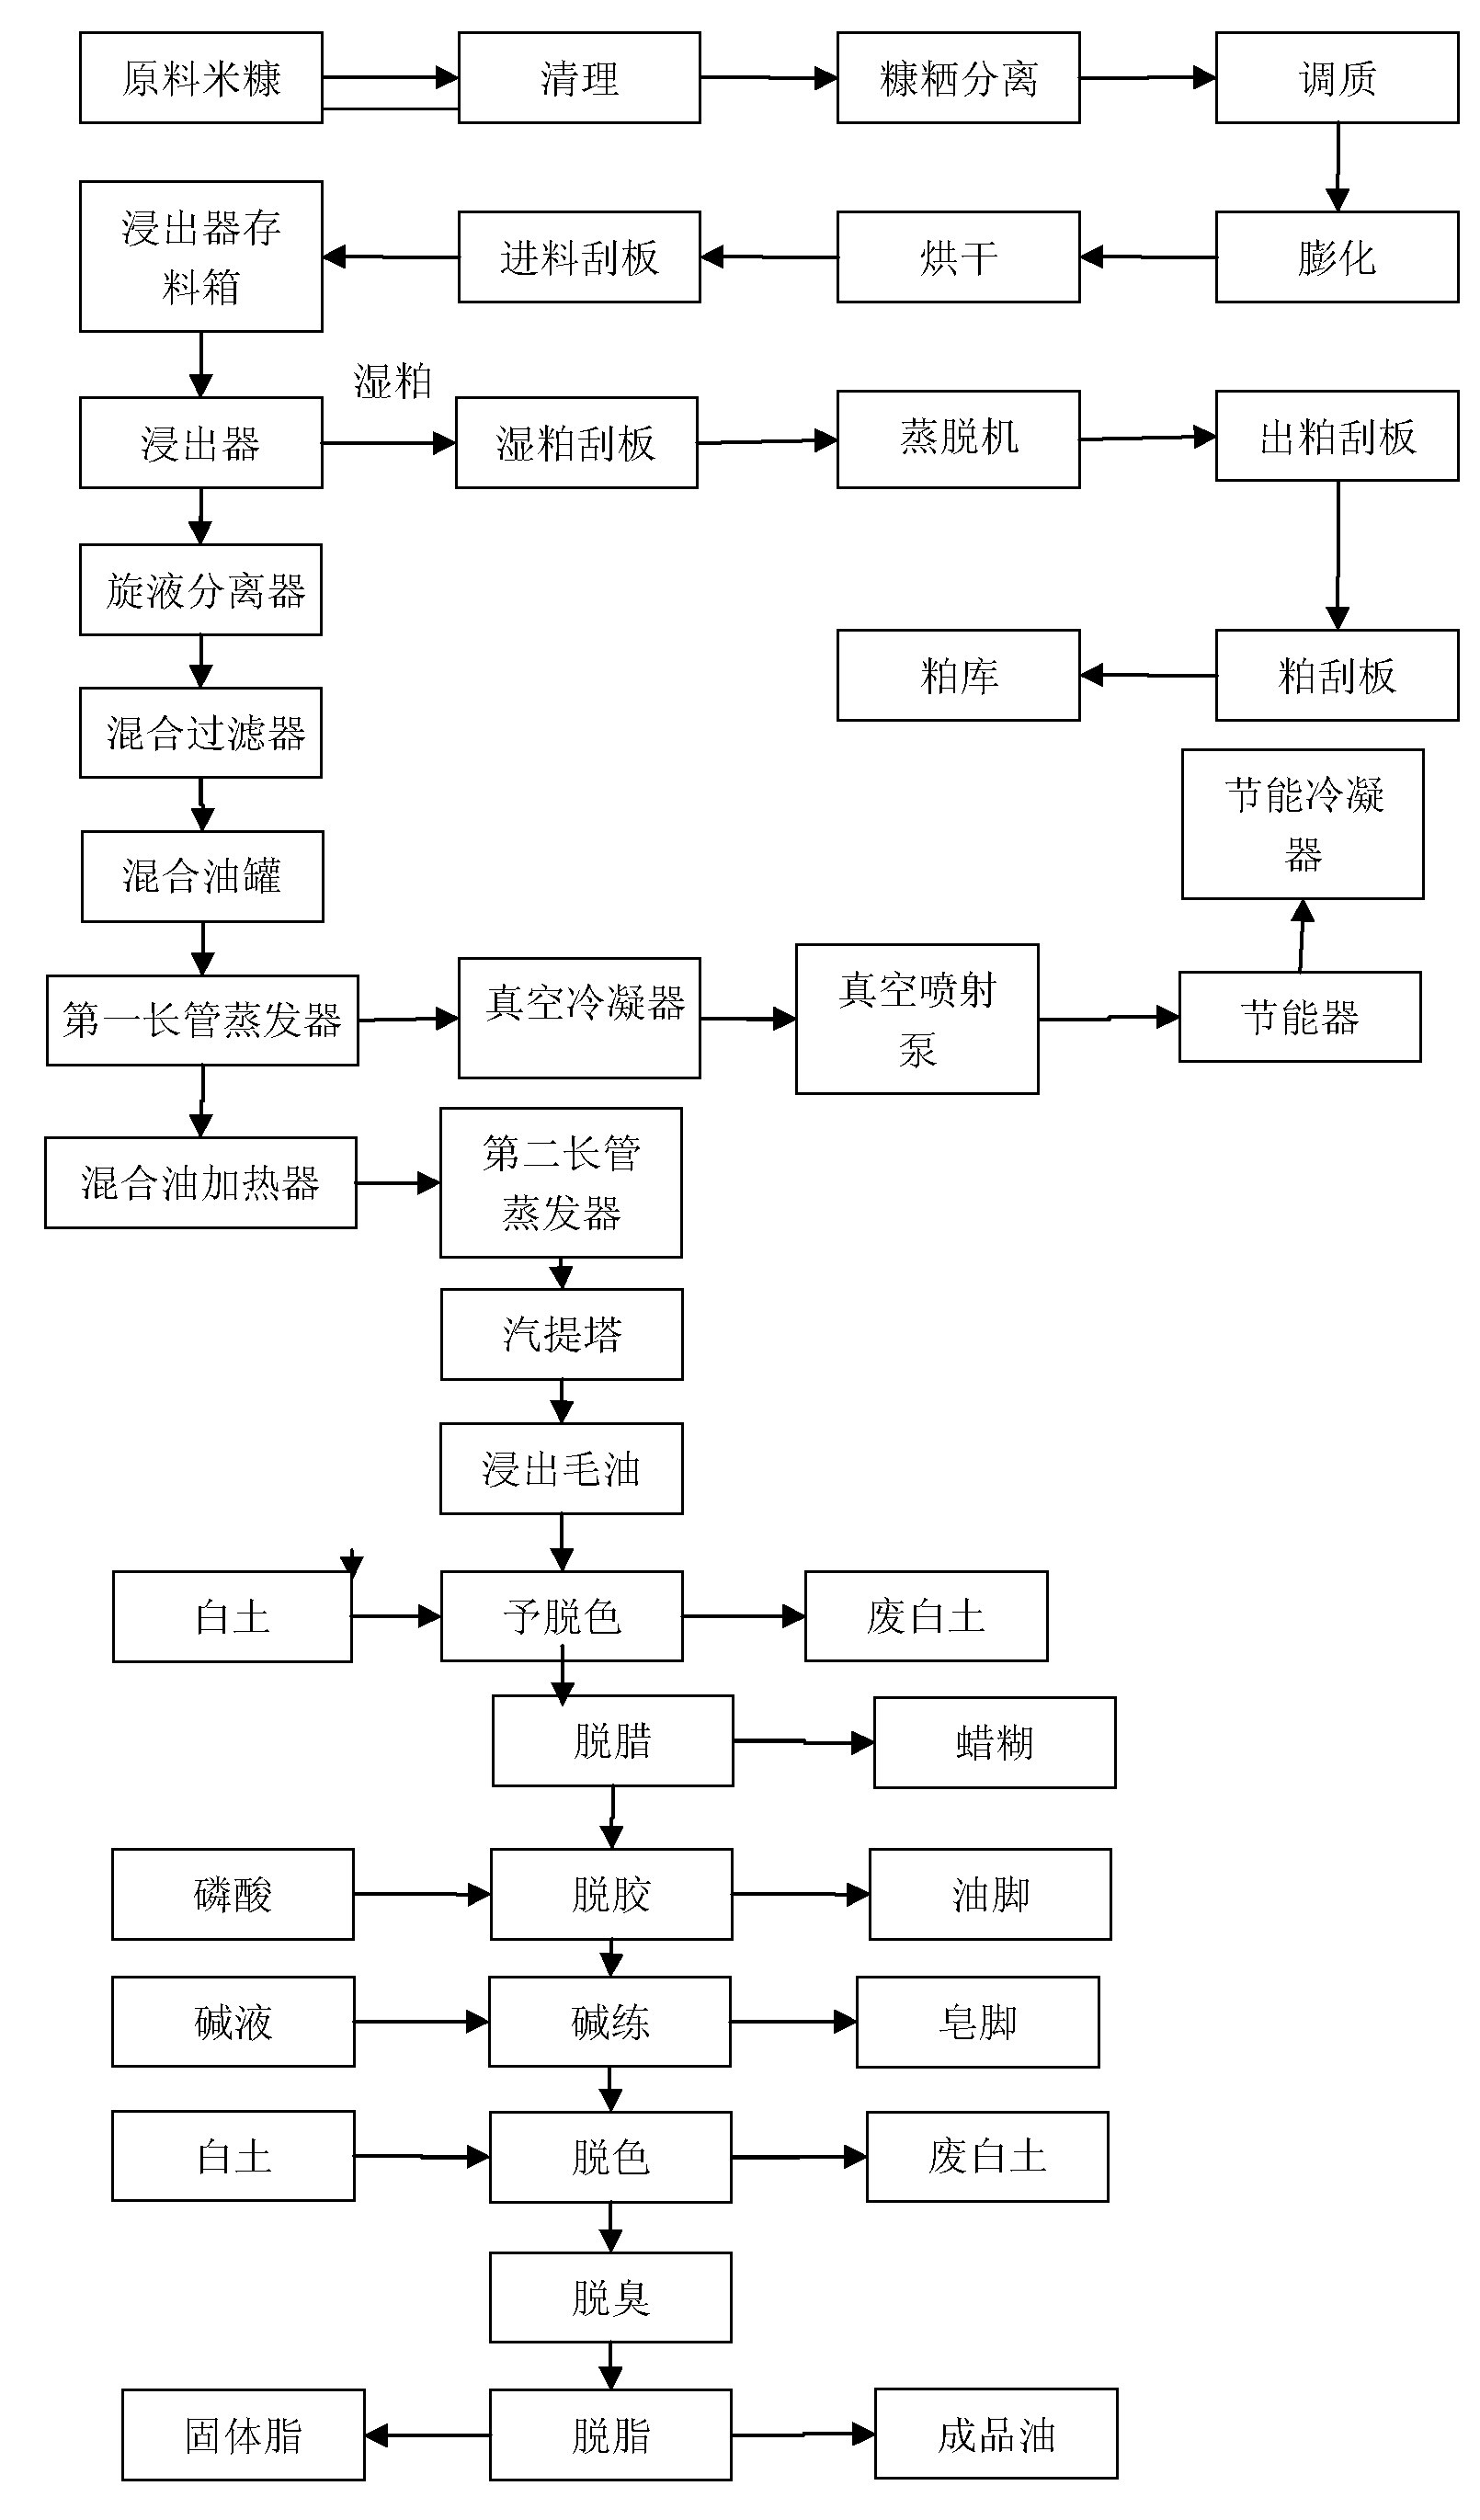 原料米糠
清理
糠粞分离
调质
浸出器存
料箱
进料刮板
烘干
膨化
湿粕
浸出器
湿粕刮板
蒸脱机
出粕刮板
旋液分离器
粕库
粕刮板
混合过滤器
节能冷凝
器
混合油罐
第一长管蒸发器
真空冷凝器
真空喷射
泵
节能器
混合油加热器
第二长管
蒸发器
汽提塔
浸出毛油
白土
予脱色
废白土
脱腊
蜡糊
磷酸
脱胶
油脚
碱液
碱练
皂脚
白土
脱色
废白土
脱臭
固体脂
脱脂
成品油